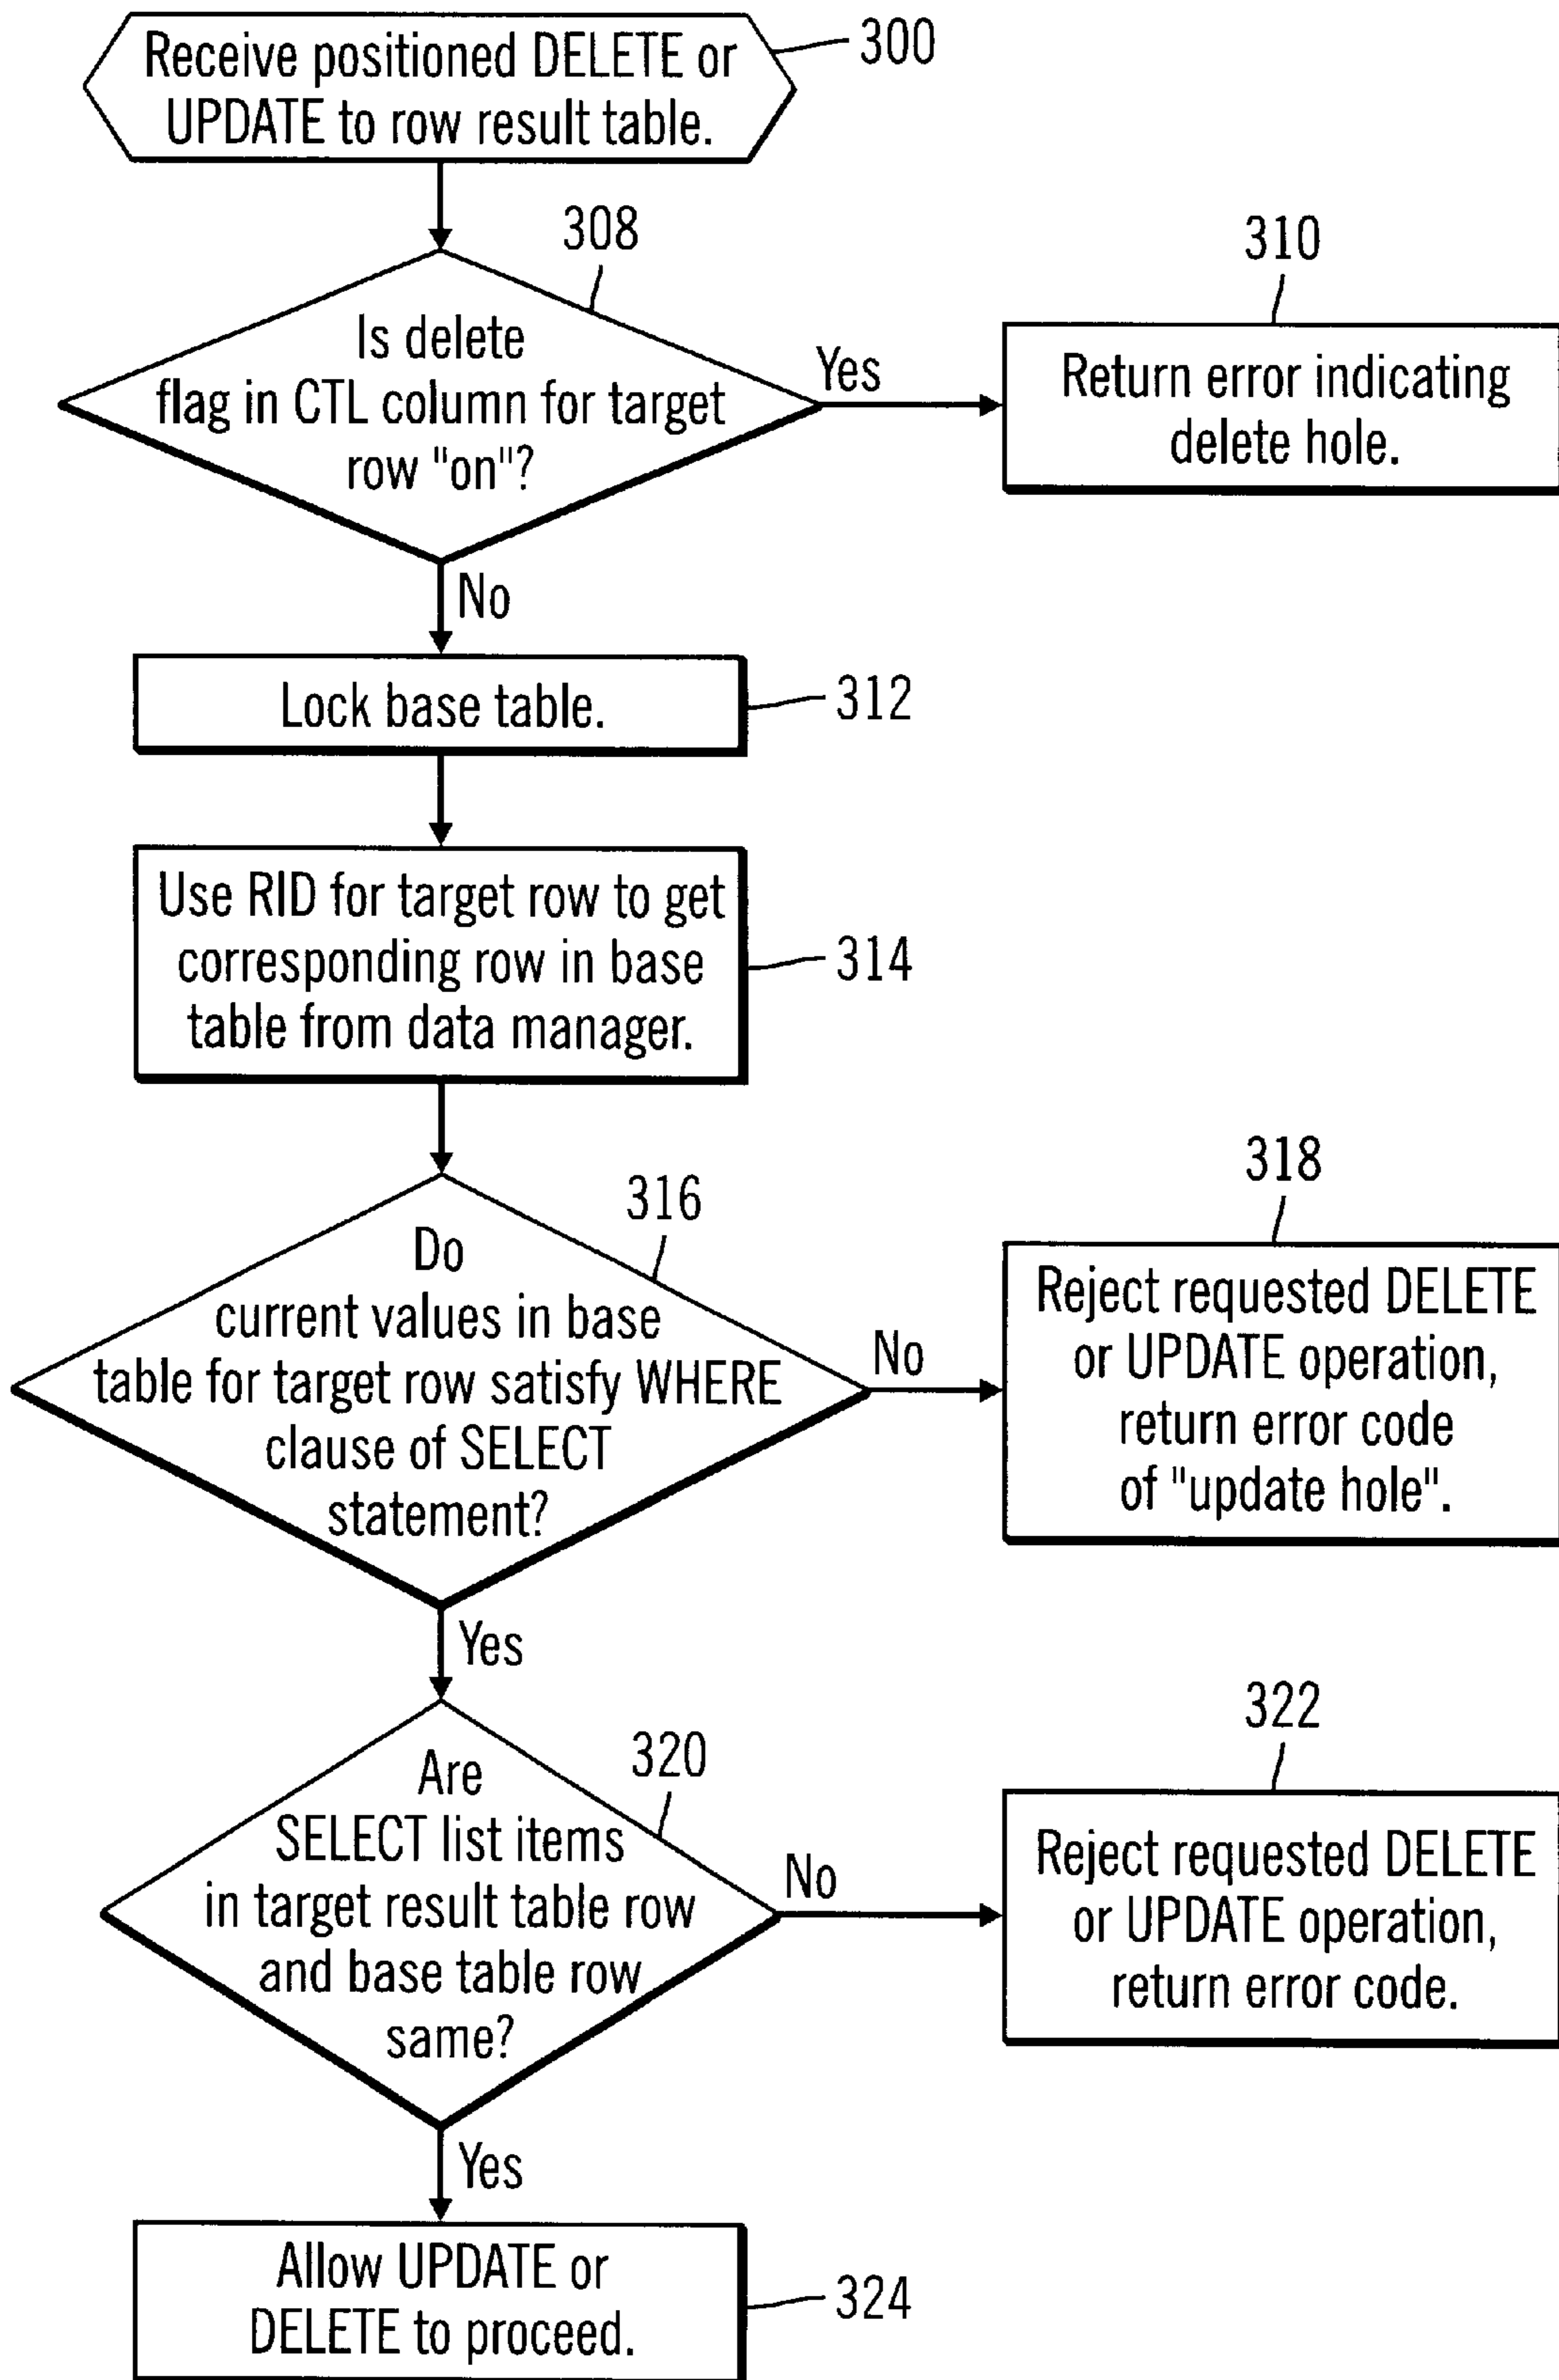 Receive positioned DELETE or
UPDATE to row result table.
300
308
Is delete
flag in CTL column for target
row "on"?
Yes
310
Return error indicating
delete hole.
No
Lock base table.
312
Use RID for target row to get
corresponding row in base
table from data manager.
314
316
Do
current values in base
table for target row satisfy WHERE
clause of SELECT
statement?
No
318
Reject requested DELETE
or UPDATE operation,
return error code
of "update hole".
Yes
320
Are
SELECT list items
in target result table row
and base table row
same?
No
322
Reject requested DELETE
or UPDATE operation,
return error code.
Yes
Allow UPDATE or
DELETE to proceed.
324